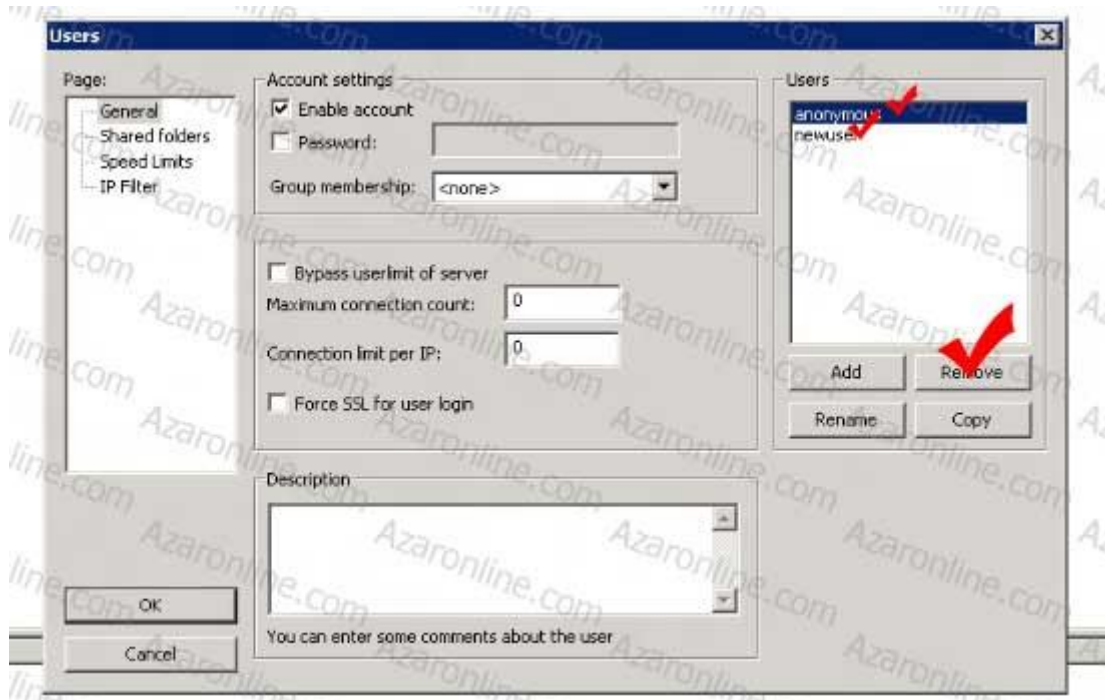 Users
Page:
General
Shared folders
Speed Limits
IP Filter
Account settings
Enable account
Password:
Group membership:
<none>
Bypass userlimit of server
Maximum connection count:
0
Connection limit per IP:
0
Force SSL for user login
Description
You can enter some comments about the user
Users
anonymous
newuser
Add
Remove
Rename
Copy
OK
Cancel
Azaronline.com